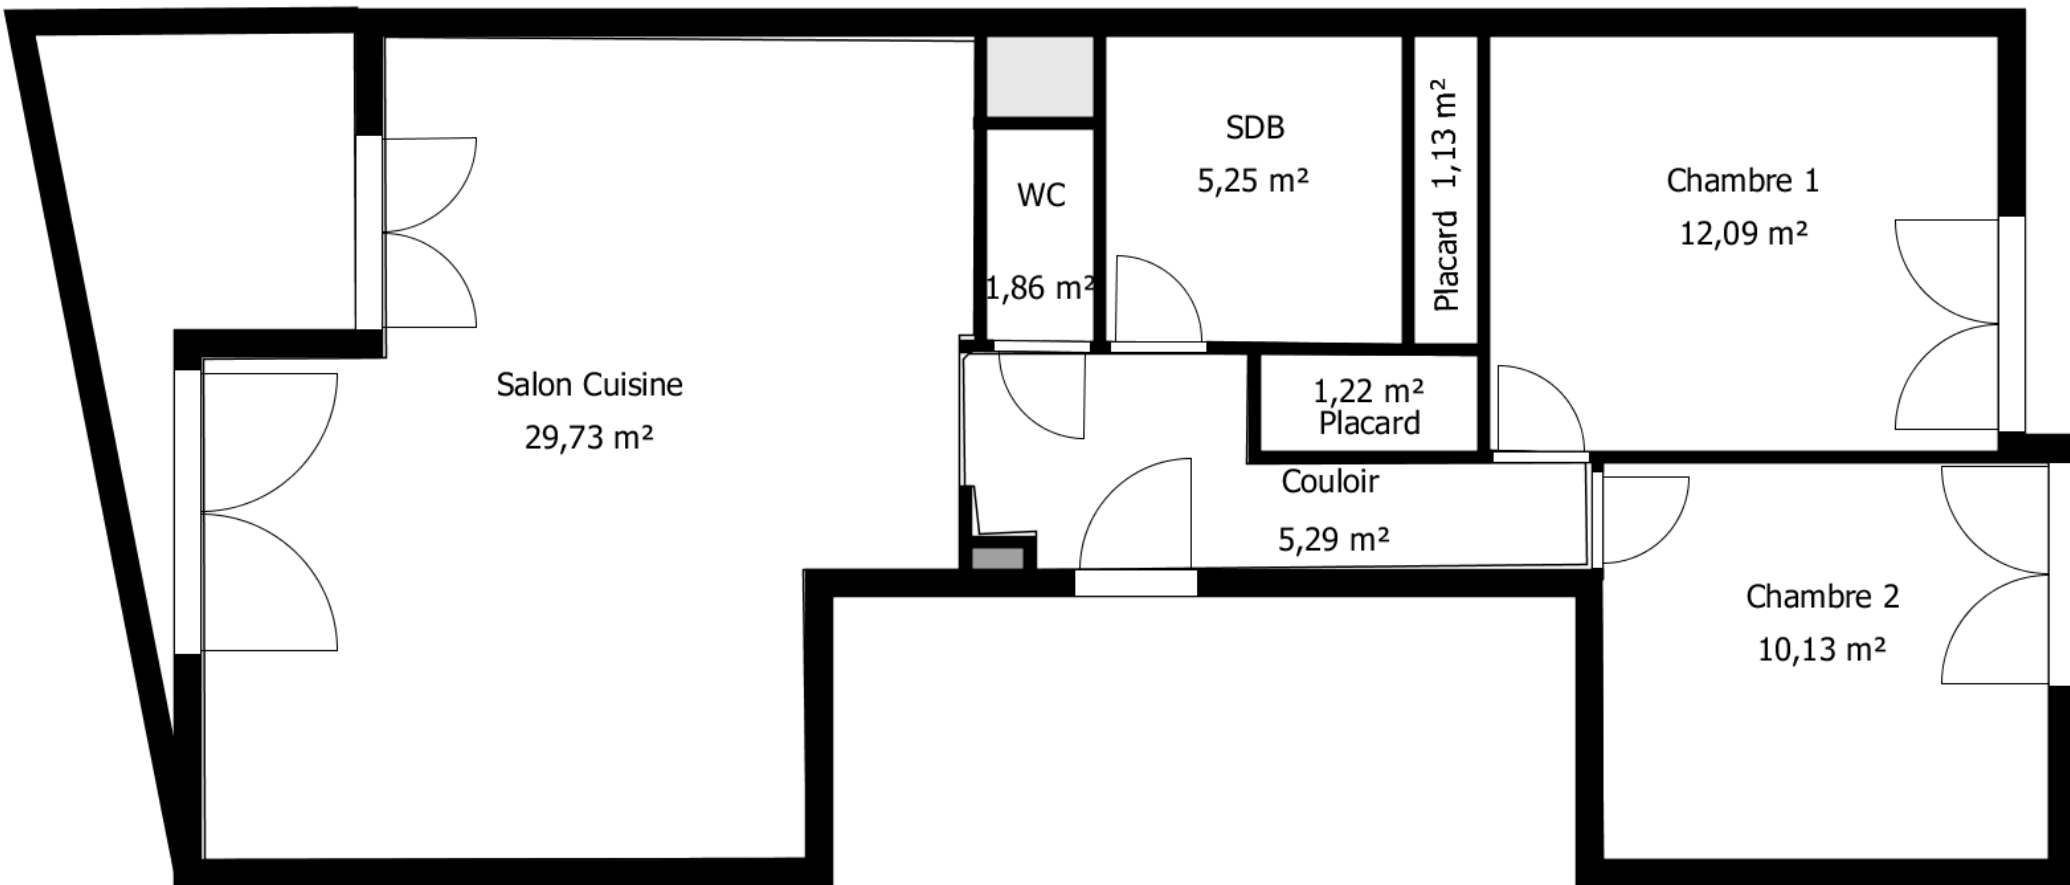 SDB
5,25 m²
Placard 1,13 m²
Chambre 1
12,09 m²
WC
1,86 m²
Salon Cuisine
29,73 m²
1,22 m²
Placard
Couloir
5,29 m²
Chambre 2
10,13 m²